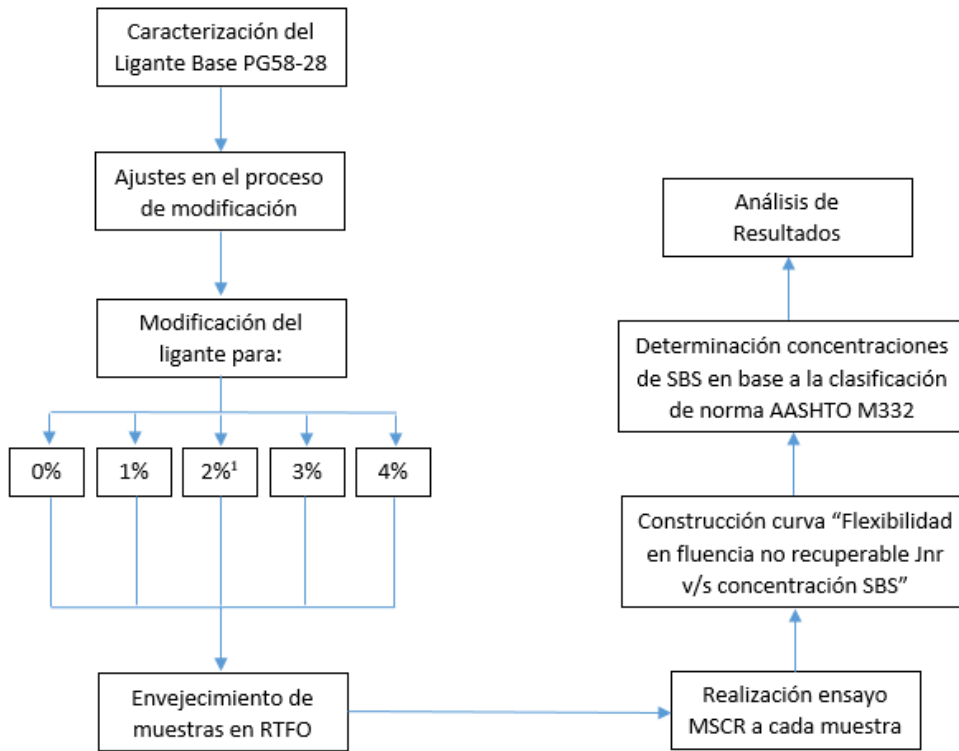 Caracterización del
Ligante Base PG58-28
Ajustes en el proceso
de modificación
Modificación del
ligante para:
0%
1%
2%¹
3%
4%
Envejecimiento de
muestras en RTFO
Realización ensayo
MSCR a cada muestra
Construcción curva “Flexibilidad
en fluencia no recuperable Jnr
v/s concentración SBS”
Determinación concentraciones
de SBS en base a la clasificación
de norma AASHTO M332
Análisis de
Resultados